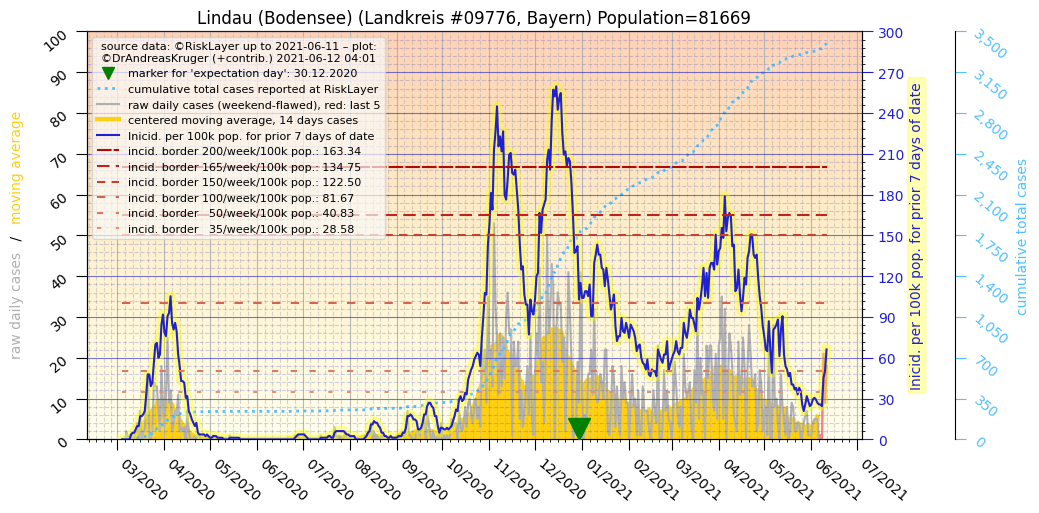 Lindau (Bodensee) (Landkreis #09776, Bayern) Population=81669
source data: ©RiskLayer up to 2021-06-11 – plot:
©DrAndreasKruger (+contrib.) 2021-06-12 04:01
marker for 'expectation day': 30.12.2020
cumulative total cases reported at RiskLayer
raw daily cases (weekend-flawed), red: last 5
centered moving average, 14 days cases
Inicid. per 100k pop. for prior 7 days of date
incid. border 200/week/100k pop.: 163.34
incid. border 165/week/100k pop.: 134.75
incid. border 150/week/100k pop.: 122.50
incid. border 100/week/100k pop.: 81.67
incid. border   50/week/100k pop.: 40.83
incid. border   35/week/100k pop.: 28.58
raw daily cases / moving average
100
90
80
70
60
50
40
30
20
10
0
03/2020
04/2020
05/2020
06/2020
07/2020
08/2020
09/2020
10/2020
11/2020
12/2020
01/2021
02/2021
03/2021
04/2021
05/2021
06/2021
07/2021
300
270
240
210
180
150
120
90
60
30
0
Inicid. per 100k pop. for prior 7 days of date
3,500
3,150
2,800
2,450
2,100
1,750
1,400
1,050
700
350
0
cumulative total cases